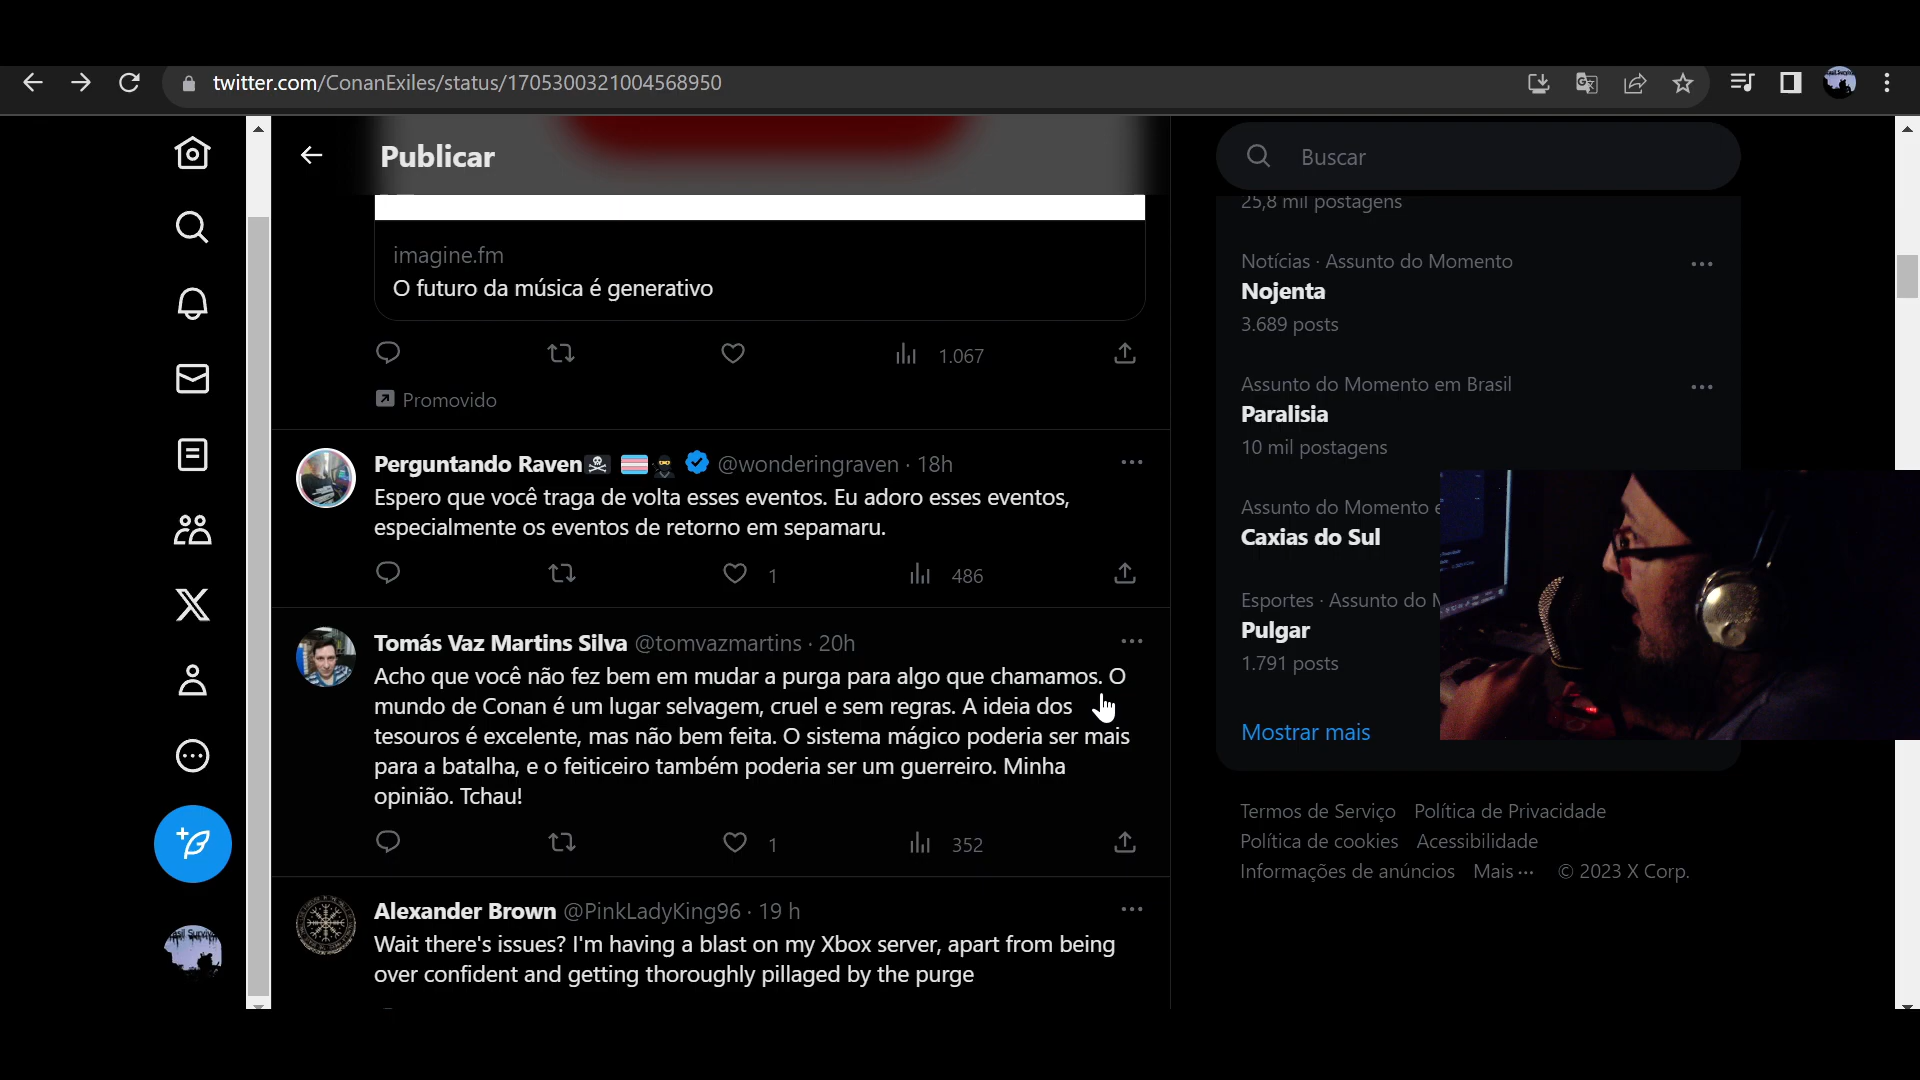 twitter.com/ConanExiles/status/1705300321004568950
Publicar
Buscar
imagine.fm
O futuro da música é generativo
1.067
Promovido
Perguntando Raven @wonderingraven · 18h
Espero que você traga de volta esses eventos. Eu adoro esses eventos,
especialmente os eventos de retorno em sepamaru.
1 486
Tomás Vaz Martins Silva @tomvazmartins · 20h
Acho que você não fez bem em mudar a purga para algo que chamamos. O
mundo de Conan é um lugar selvagem, cruel e sem regras. A ideia dos
tesouros é excelente, mas não bem feita. O sistema mágico poderia ser mais
para a batalha, e o feiticeiro também poderia ser um guerreiro. Minha
opinião. Tchau!
1 352
Alexander Brown @PinkLadyKing96 · 19 h
Wait there's issues? I'm having a blast on my Xbox server, apart from being
over confident and getting thoroughly pillaged by the purge
25,8 mil postagens
Notícias · Assunto do Momento
Nojenta
3.689 posts
Assunto do Momento em Brasil
Paralisia
10 mil postagens
Assunto do Momento
Caxias do Sul
Esportes · Assunto do
Pulgar
1.791 posts
Mostrar mais
Termos de Serviço Política de Privacidade
Política de cookies Acessibilidade
Informações de anúncios Mais ··· © 2023 X Corp.